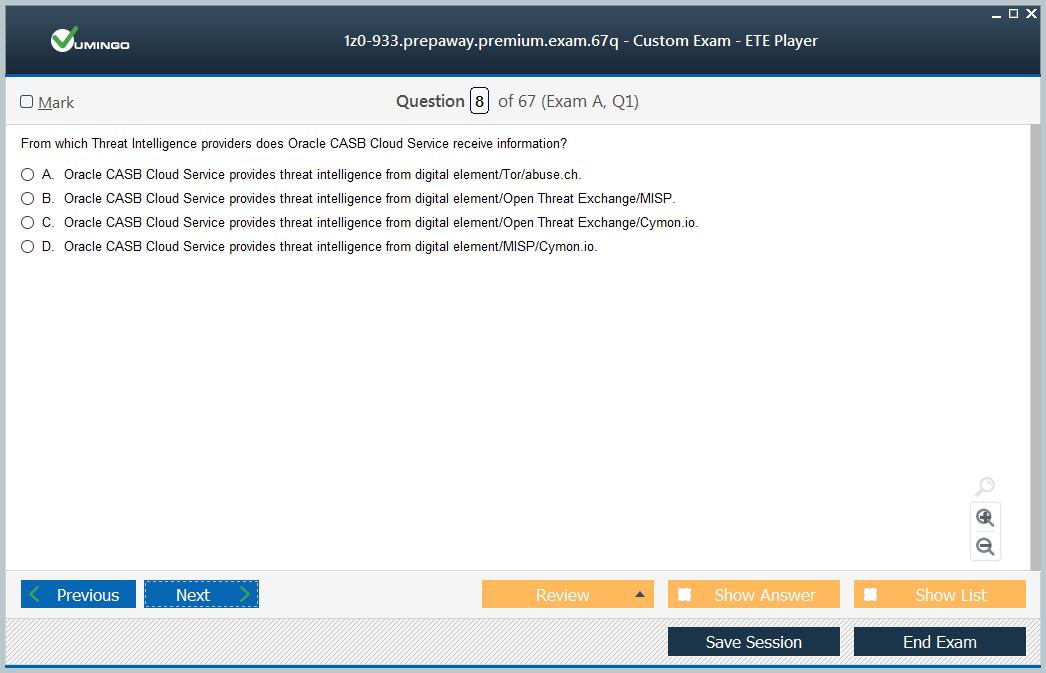 VUMINGO
1z0-933.prepaway.premium.exam.67q - Custom Exam - ETE Player
Mark
Question 8 of 67 (Exam A, Q1)
From which Threat Intelligence providers does Oracle CASB Cloud Service receive information?
A. Oracle CASB Cloud Service provides threat intelligence from digital element/Tor/abuse.ch.
B. Oracle CASB Cloud Service provides threat intelligence from digital element/Open Threat Exchange/MISP.
C. Oracle CASB Cloud Service provides threat intelligence from digital element/Open Threat Exchange/Cymon.io.
D. Oracle CASB Cloud Service provides threat intelligence from digital element/MISP/Cymon.io.
Previous Next Review Show Answer Show List
Save Session End Exam